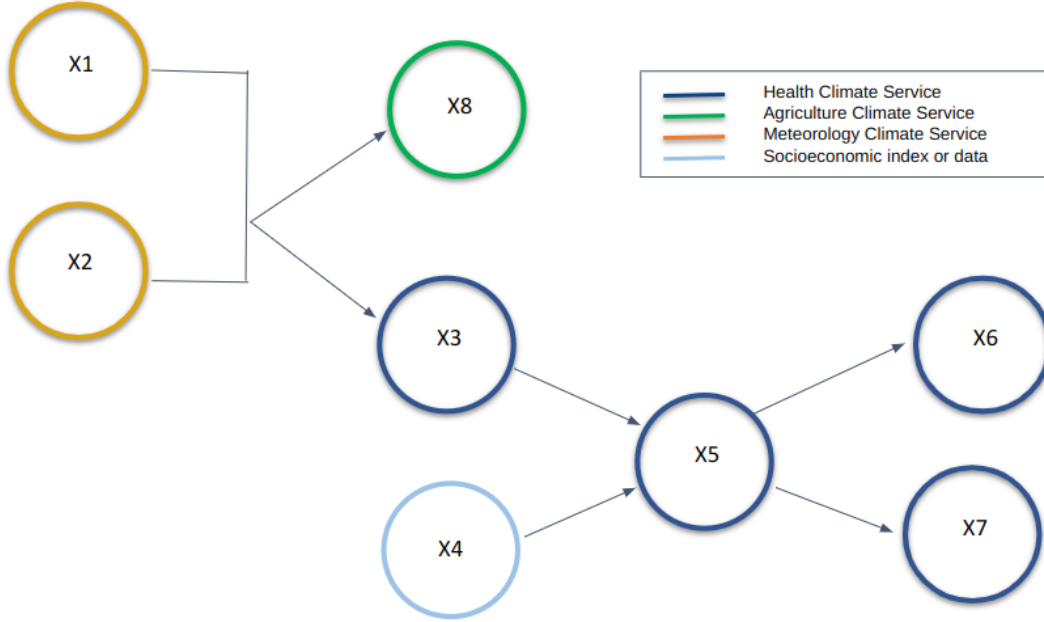 X1
X2
X8
Health Climate Service
Agriculture Climate Service
Meteorology Climate Service
Socioeconomic index or data
X3
X4
X5
X6
X7